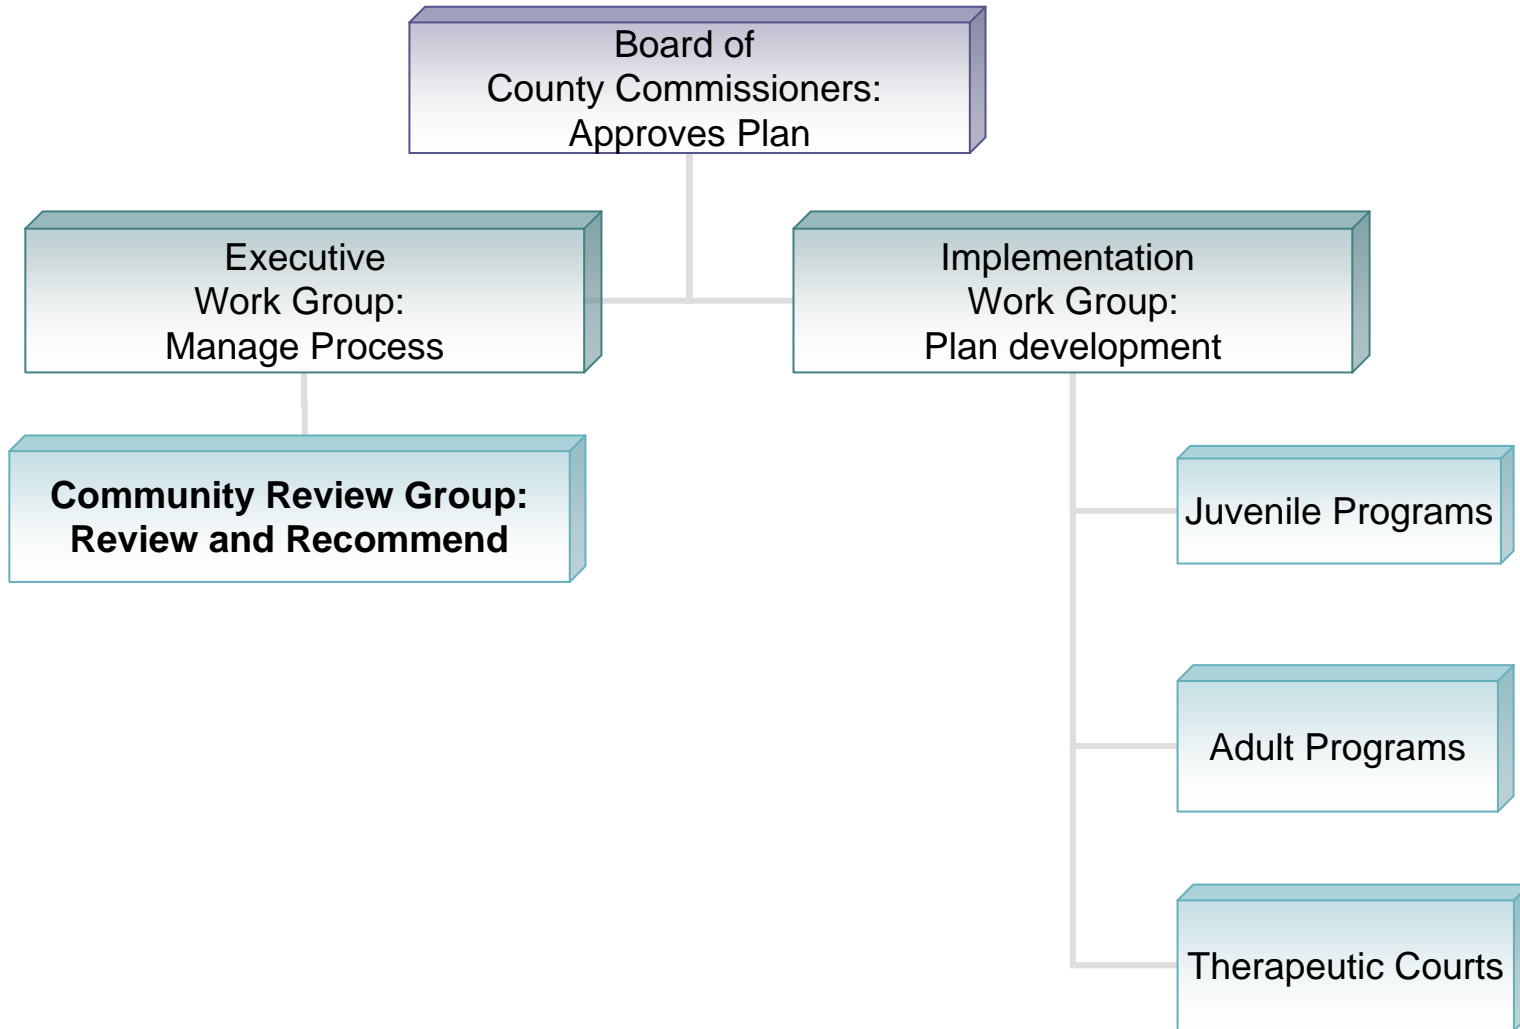 Board of
County Commissioners:
Approves Plan
Executive
Work Group:
Manage Process
Implementation
Work Group:
Plan development
Community Review Group:
Review and Recommend
Juvenile Programs
Adult Programs
Therapeutic Courts